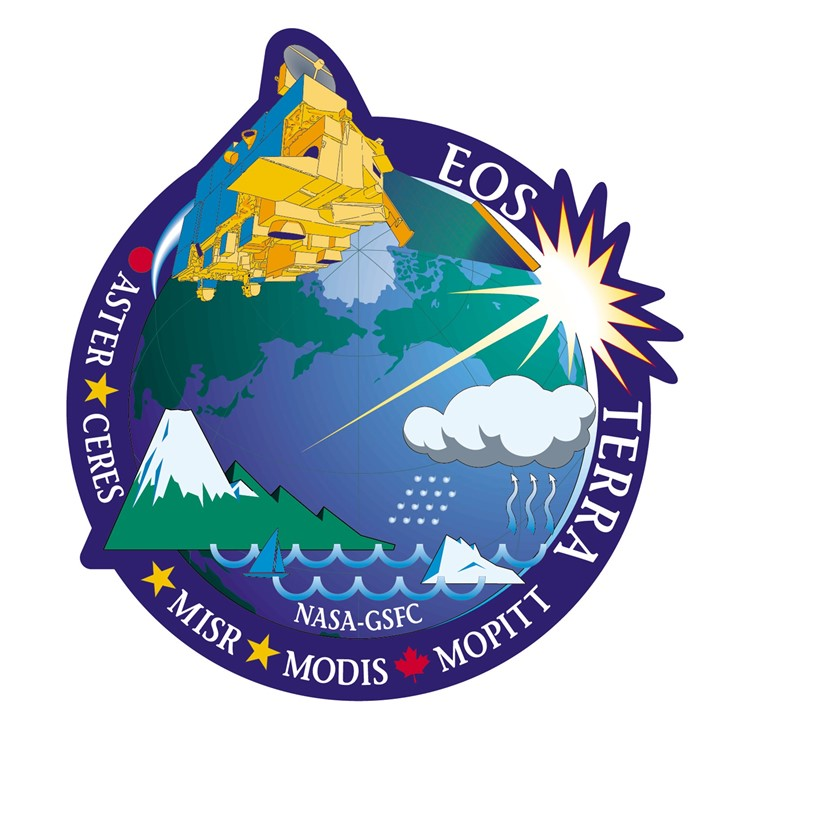 EOS
TERRA
ASTER
CERES
MISR
MODIS
MOPITT
NASA-GSFC